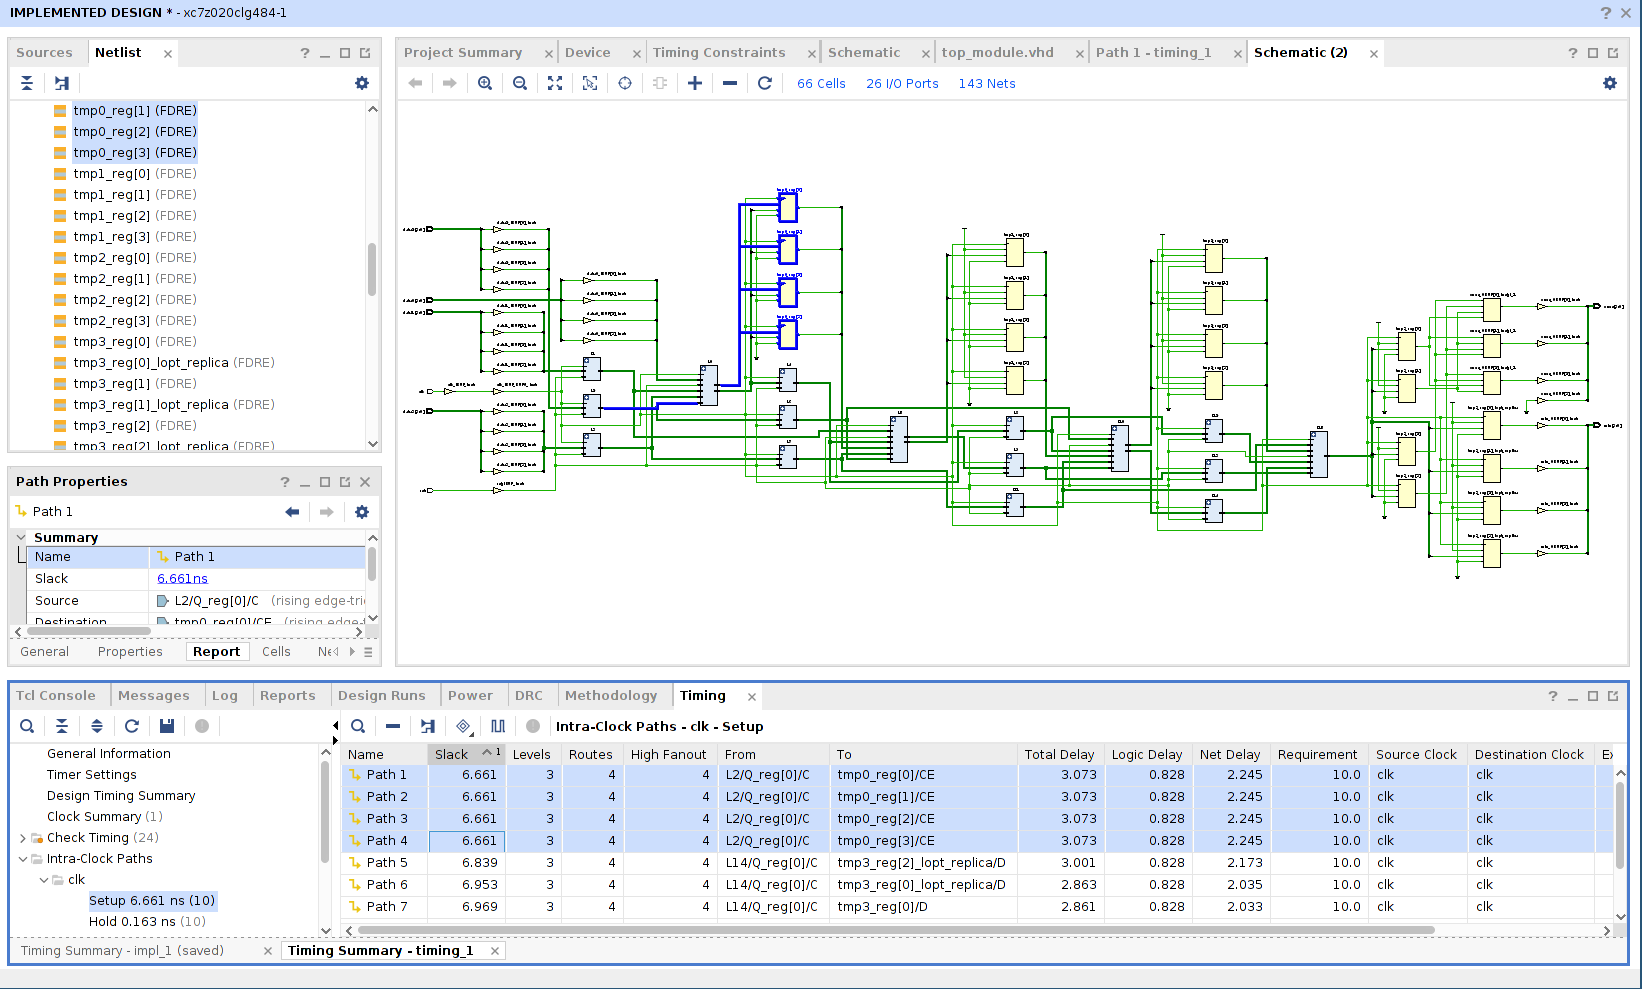 IMPLEMENTED DESIGN * - xc7z020clg484-1
Sources
Netlist
tmp0_reg[1] (FDRE)
tmp0_reg[2] (FDRE)
tmp0_reg[3] (FDRE)
tmp1_reg[0] (FDRE)
tmp1_reg[1] (FDRE)
tmp1_reg[2] (FDRE)
tmp1_reg[3] (FDRE)
tmp2_reg[0] (FDRE)
tmp2_reg[1] (FDRE)
tmp2_reg[2] (FDRE)
tmp2_reg[3] (FDRE)
tmp3_reg[0] (FDRE)
tmp3_reg[0]_lopt_replica (FDRE)
tmp3_reg[1] (FDRE)
tmp3_reg[1]_lopt_replica (FDRE)
tmp3_reg[2] (FDRE)
tmp3_reg[2]_lopt_replica (FDRE)
Path Properties
Path 1
Summary
Name Path 1
Slack 6.661ns
Source L2/Q_reg[0]/C (rising edge-tri
Destination tmp0_reg[0]/CE (rising edge-t
General Properties Report Cells Ne
Project Summary Device Timing Constraints Schematic top_module.vhd Path 1 - timing_1 Schematic (2)
66 Cells 26 I/O Ports 143 Nets
Tcl Console Messages Log Reports Design Runs Power DRC Methodology Timing
General Information
Timer Settings
Design Timing Summary
Clock Summary (1)
Check Timing (24)
Intra-Clock Paths
clk
Setup 6.661 ns (10)
Hold 0.163 ns (10)
Intra-Clock Paths - clk - Setup
Name Slack 1 Levels Routes High Fanout From To Total Delay Logic Delay Net Delay Requirement Source Clock Destination Clock Ex
Path 1 6.661 3 4 4 L2/Q_reg[0]/C tmp0_reg[0]/CE 3.073 0.828 2.245 10.0 clk clk
Path 2 6.661 3 4 4 L2/Q_reg[0]/C tmp0_reg[1]/CE 3.073 0.828 2.245 10.0 clk clk
Path 3 6.661 3 4 4 L2/Q_reg[0]/C tmp0_reg[2]/CE 3.073 0.828 2.245 10.0 clk clk
Path 4 6.661 3 4 4 L2/Q_reg[0]/C tmp0_reg[3]/CE 3.073 0.828 2.245 10.0 clk clk
Path 5 6.839 3 4 4 L14/Q_reg[0]/C tmp3_reg[2]_lopt_replica/D 3.001 0.828 2.173 10.0 clk clk
Path 6 6.953 3 4 4 L14/Q_reg[0]/C tmp3_reg[0]_lopt_replica/D 2.863 0.828 2.035 10.0 clk clk
Path 7 6.969 3 4 4 L14/Q_reg[0]/C tmp3_reg[0]/D 2.861 0.828 2.033 10.0 clk clk
Timing Summary - impl_1 (saved)
Timing Summary - timing_1